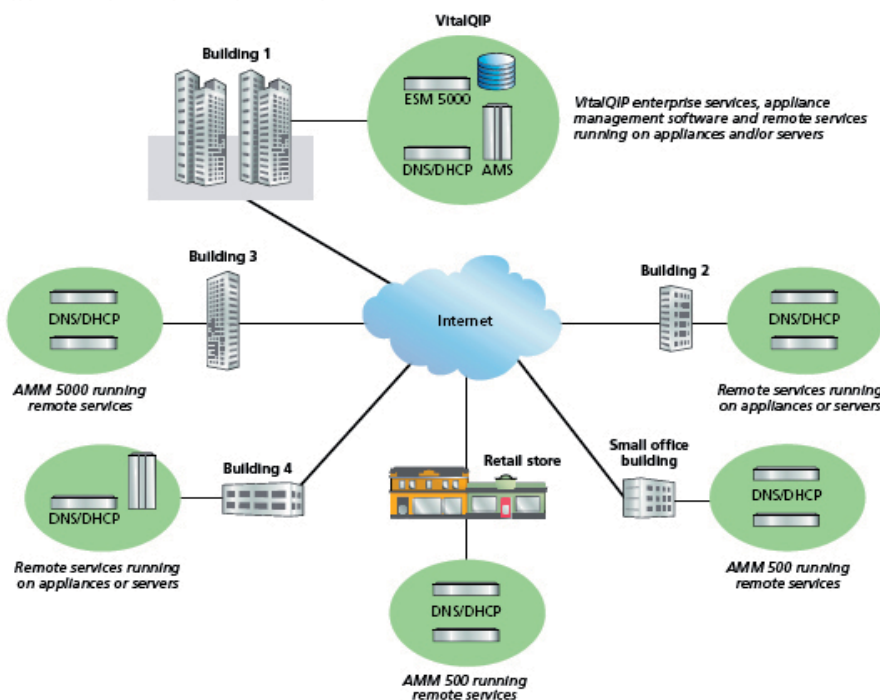 VitalQIP
Building 1
ESM 5000
DNS/DHCP
AMS
VitalQIP enterprise services, appliance
management software and remote services
running on appliances and/or servers
Building 3
DNS/DHCP
AMM 5000 running
remote services
Internet
Building 2
DNS/DHCP
Remote services running
on appliances or servers
Building 4
DNS/DHCP
Remote services running
on appliances or servers
Retail store
DNS/DHCP
AMM 500 running
remote services
Small office
building
DNS/DHCP
AMM 500 running
remote services